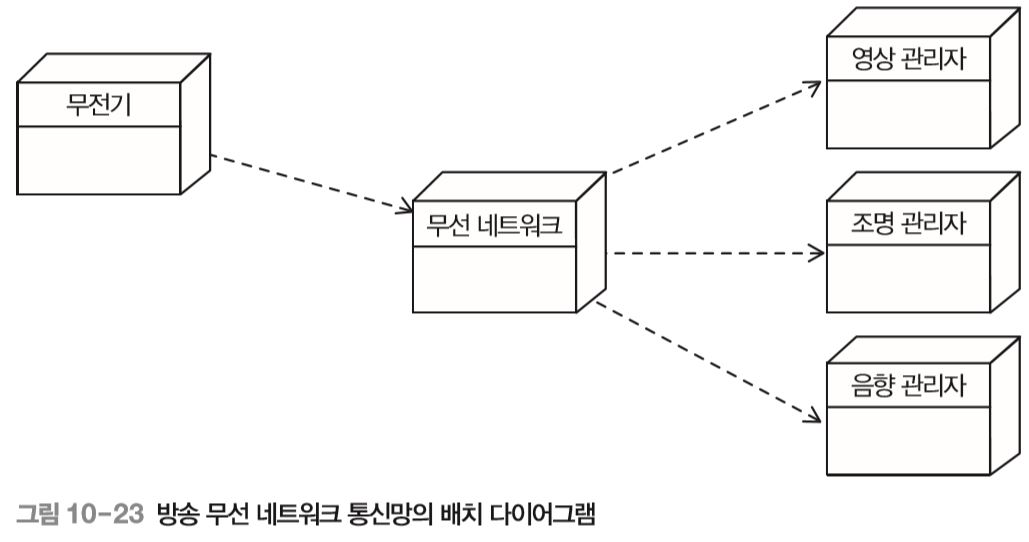 무전기
무선 네트워크
영상 관리자
조명 관리자
음향 관리자
그림 10-23 방송 무선 네트워크 통신망의 배치 다이어그램